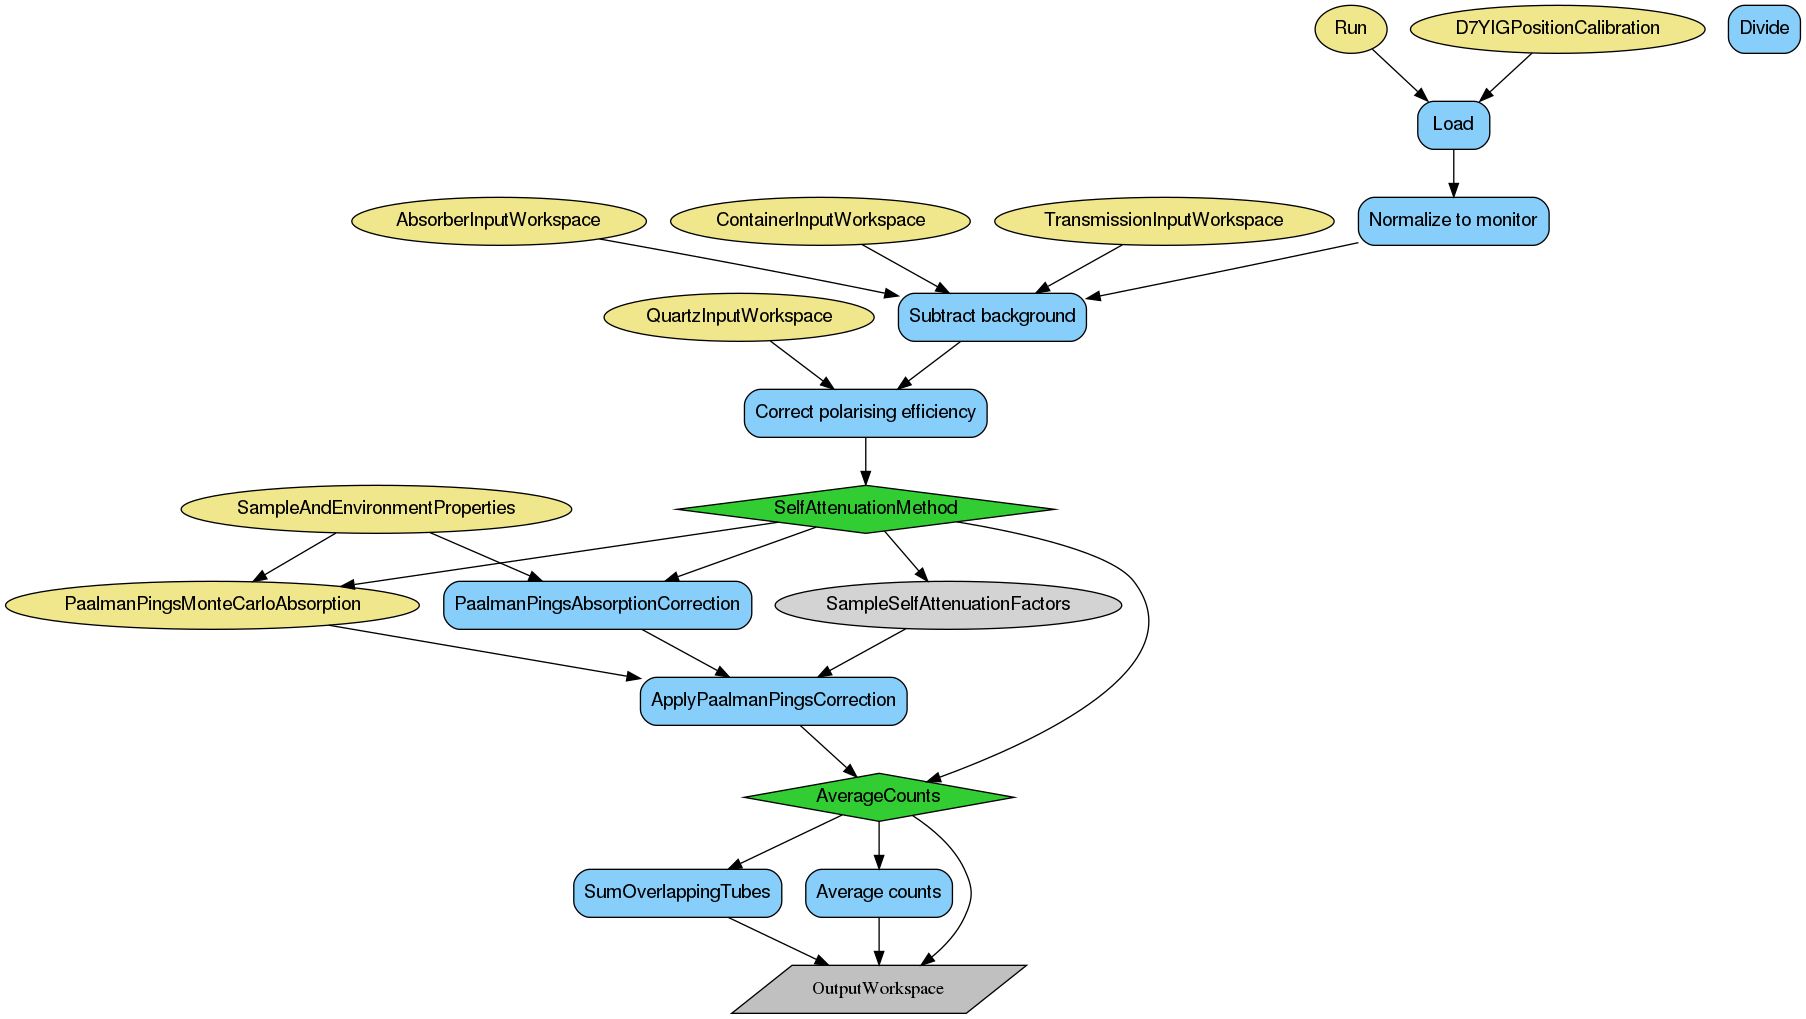 Run
D7YIGPositionCalibration
Divide
Load
AbsorberInputWorkspace
ContainerInputWorkspace
TransmissionInputWorkspace
Normalize to monitor
QuartzInputWorkspace
Subtract background
Correct polarising efficiency
SampleAndEnvironmentProperties
SelfAttenuationMethod
PaalmanPingsMonteCarloAbsorption
PaalmanPingsAbsorptionCorrection
SampleSelfAttenuationFactors
ApplyPaalmanPingsCorrection
AverageCounts
SumOverlappingTubes
Average counts
OutputWorkspace